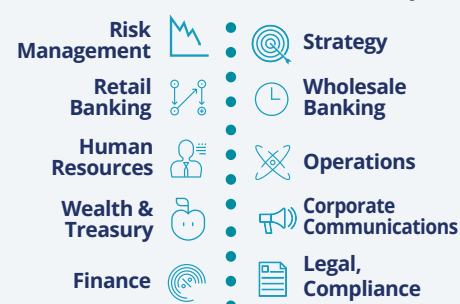 Risk
Management
Strategy
Retail
Banking
Wholesale
Banking
Human
Resources
Operations
Wealth &
Treasury
Corporate
Communications
Finance
Legal,
Compliance